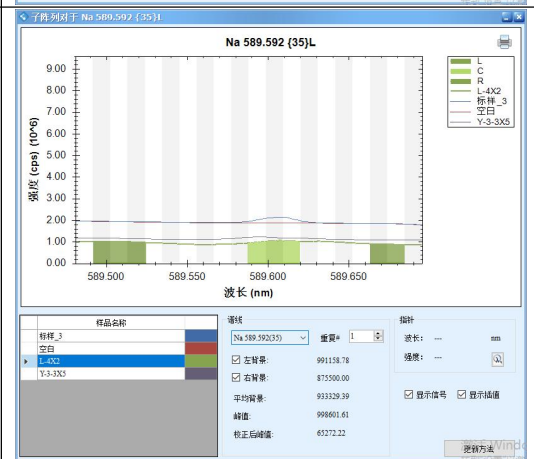 子阵列对于 Na 589.592 {35}L
Na 589.592 {35}L
L
C
R
L-4X2
标样_3
空白
Y-3-3X5
强度 (cps) (10^6)
9.00
8.00
7.00
6.00
5.00
4.00
3.00
2.00
1.00
0.00
589.500 589.550 589.600 589.650
波长 (nm)
样品名称
标样_3
空白
L-4X2
Y-3-3X5
谱线
Na 589.592(35) 重复# 1
左背景: 991158.78
右背景: 875500.00
平均背景: 933329.39
峰值: 998601.61
校正后峰值: 65272.22
指针
波长: --- nm
强度: ---
显示信号 显示插值
更新方法